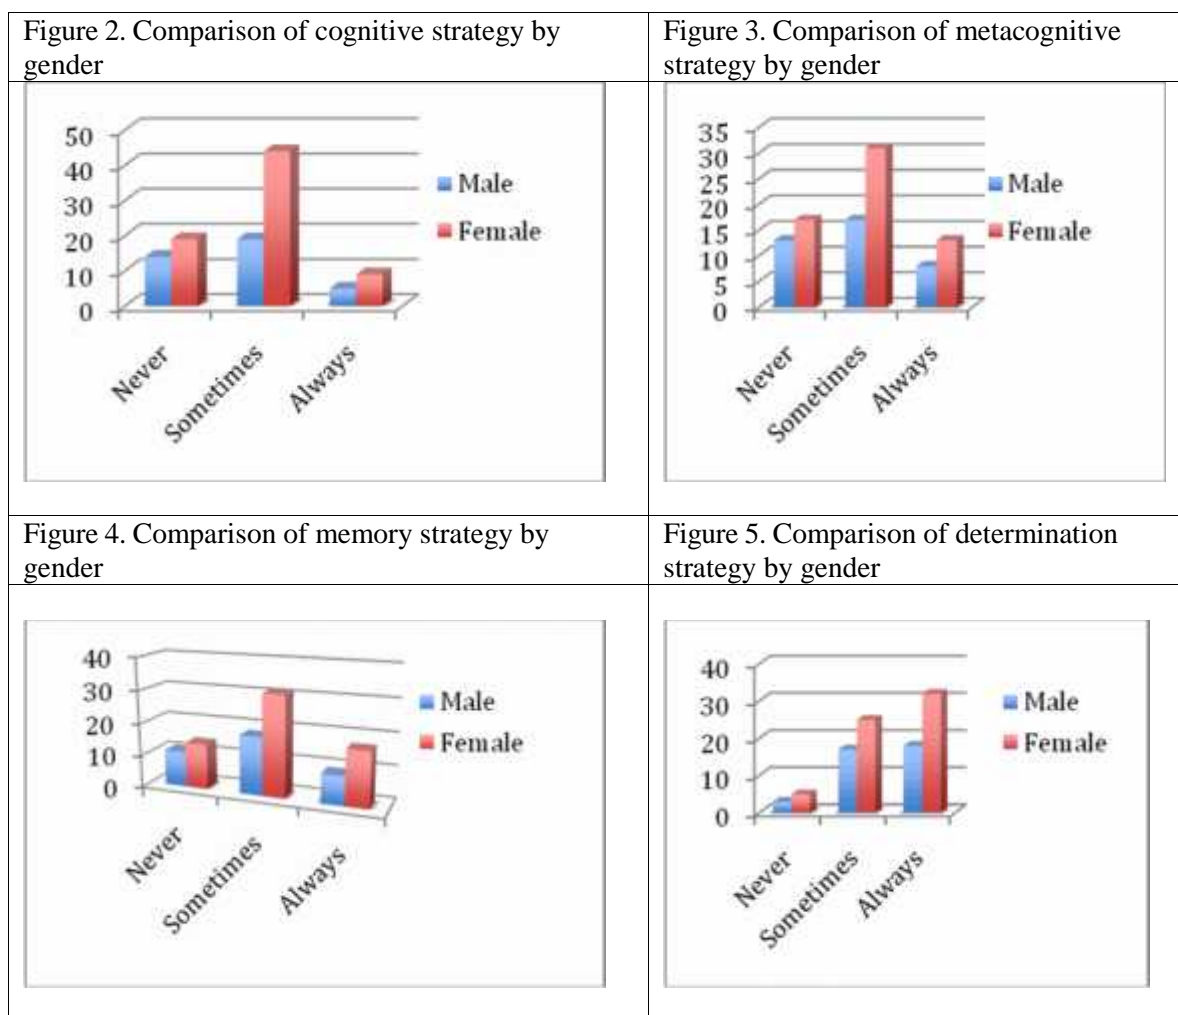 Figure 2. Comparison of cognitive strategy by
gender
Figure 3. Comparison of metacognitive
strategy by gender
50
40
30
20
10
0
Male
Female
Never
Sometimes
Always
35
30
25
20
15
10
5
0
Male
Female
Never
Sometimes
Always
Figure 4. Comparison of memory strategy by
gender
Figure 5. Comparison of determination
strategy by gender
40
30
20
10
0
Male
Female
Never
Sometimes
Always
40
30
20
10
0
Male
Female
Never
Sometimes
Always